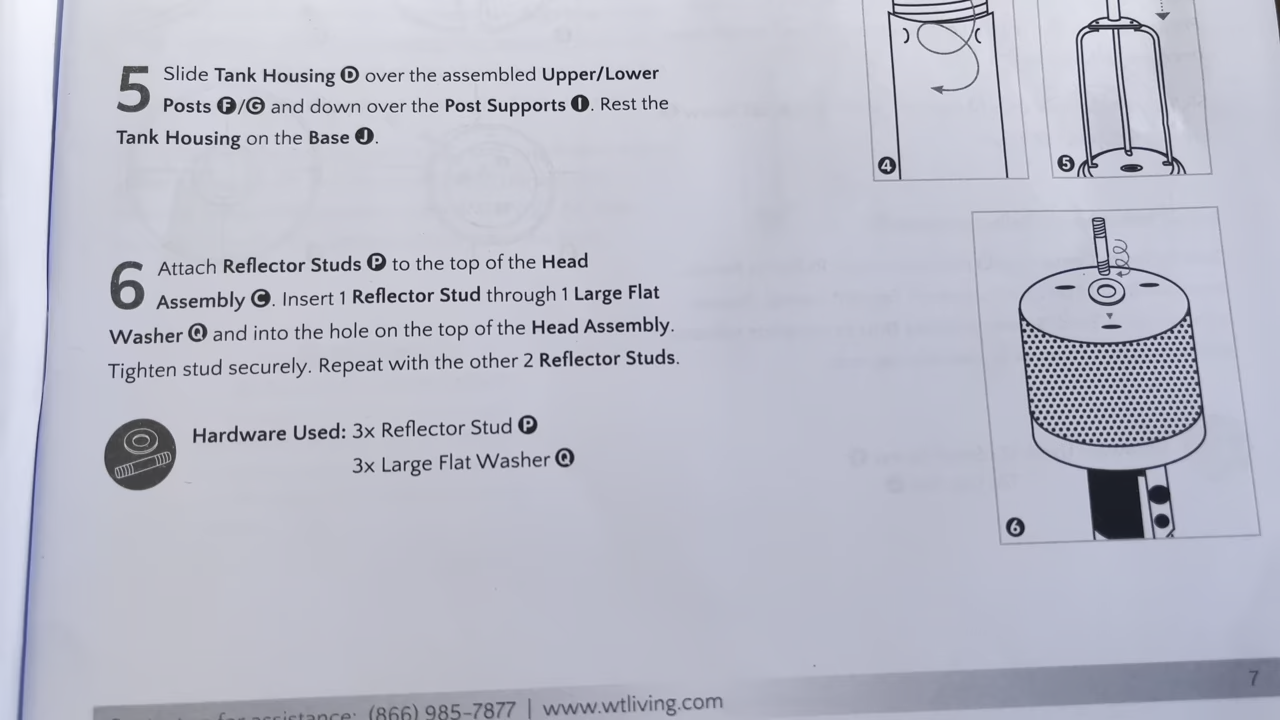 5 Slide Tank Housing D over the assembled Upper/Lower
Posts F/G and down over the Post Supports I. Rest the
Tank Housing on the Base J.
4
5
6 Attach Reflector Studs P to the top of the Head
Assembly C. Insert 1 Reflector Stud through 1 Large Flat
Washer Q and into the hole on the top of the Head Assembly.
Tighten stud securely. Repeat with the other 2 Reflector Studs.
Hardware Used: 3x Reflector Stud P
3x Large Flat Washer Q
6
for assistance: (866) 985-7877 | www.wtliving.com
7